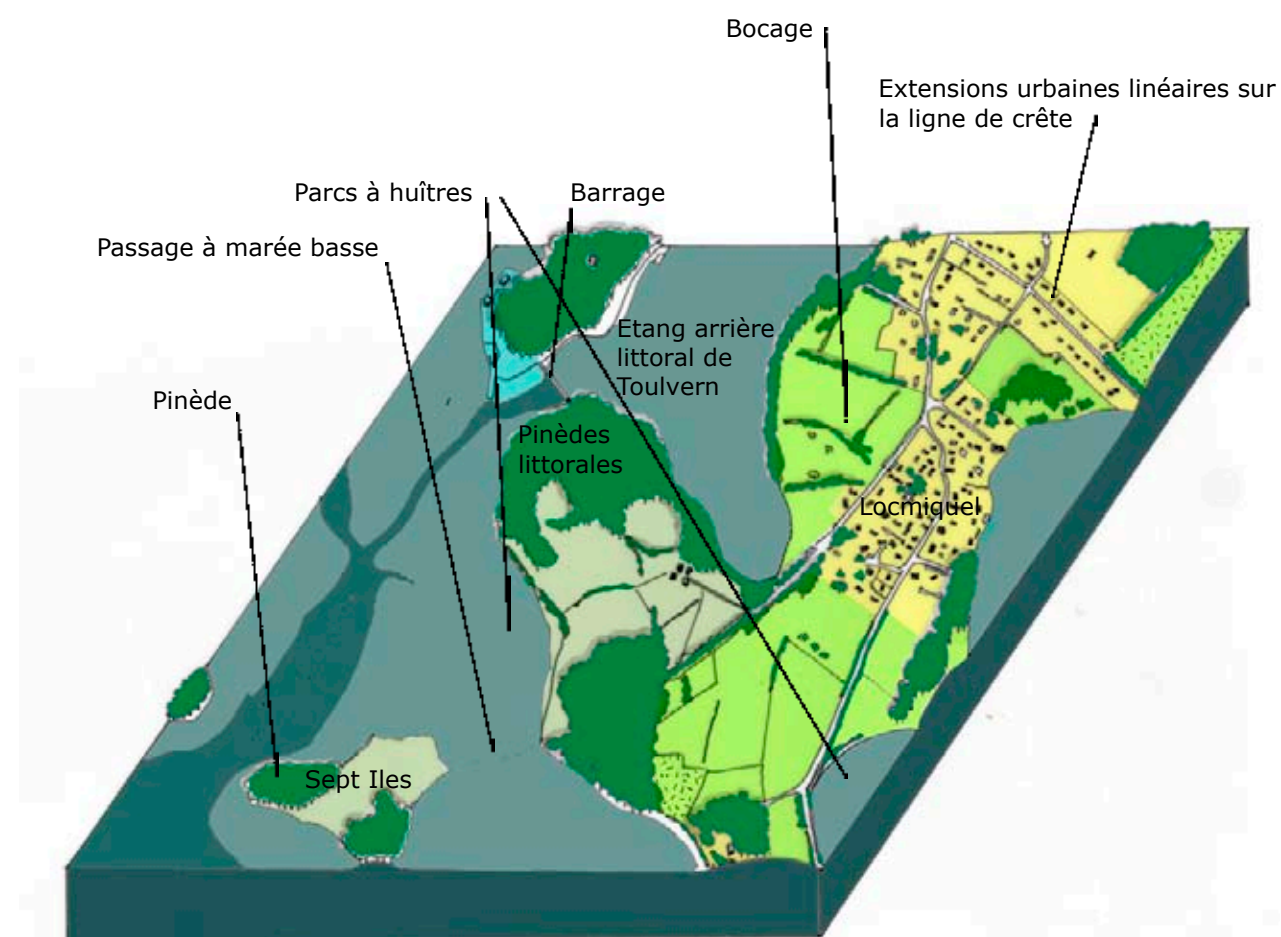 Bocage
Extensions urbaines linéaires sur
la ligne de crête
Parcs à huîtres
Barrage
Passage à marée basse
Etang arrière
littoral de
Toulvern
Pinède
Pinèdes
littorales
Locmiquel
Sept Iles